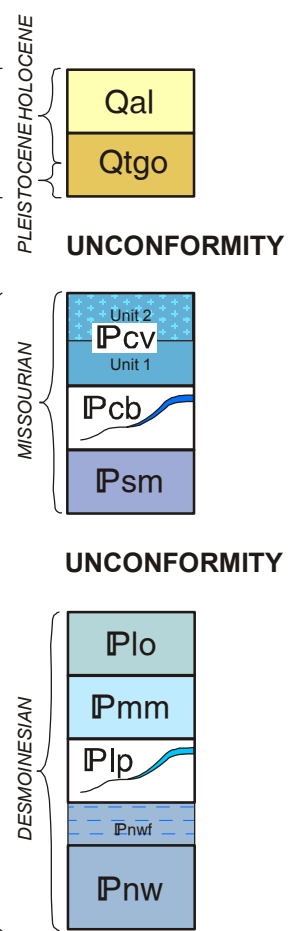 PLEISTOCENE HOLOCENE
Qal
Qtgo
UNCONFORMITY
MISSOURIAN
Unit 2
ℙcv
Unit 1
ℙcb
ℙsm
UNCONFORMITY
DESMOINESIAN
ℙlo
ℙmm
ℙlp
ℙnwf
ℙnw